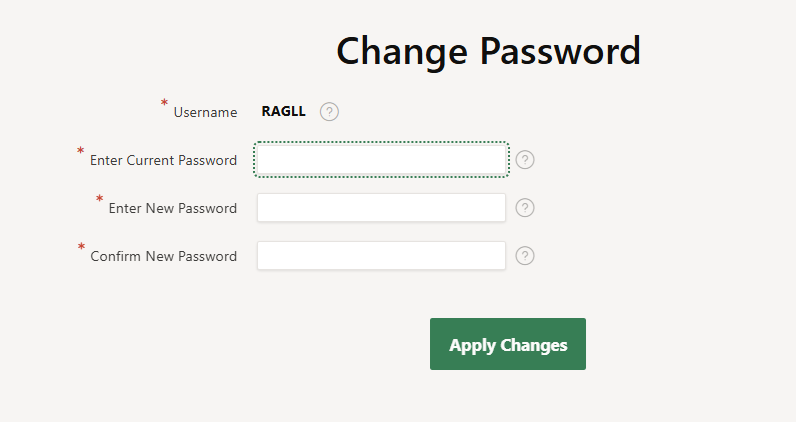 Change Password
* Username RAGLL ?
* Enter Current Password ?
* Enter New Password ?
* Confirm New Password ?
Apply Changes